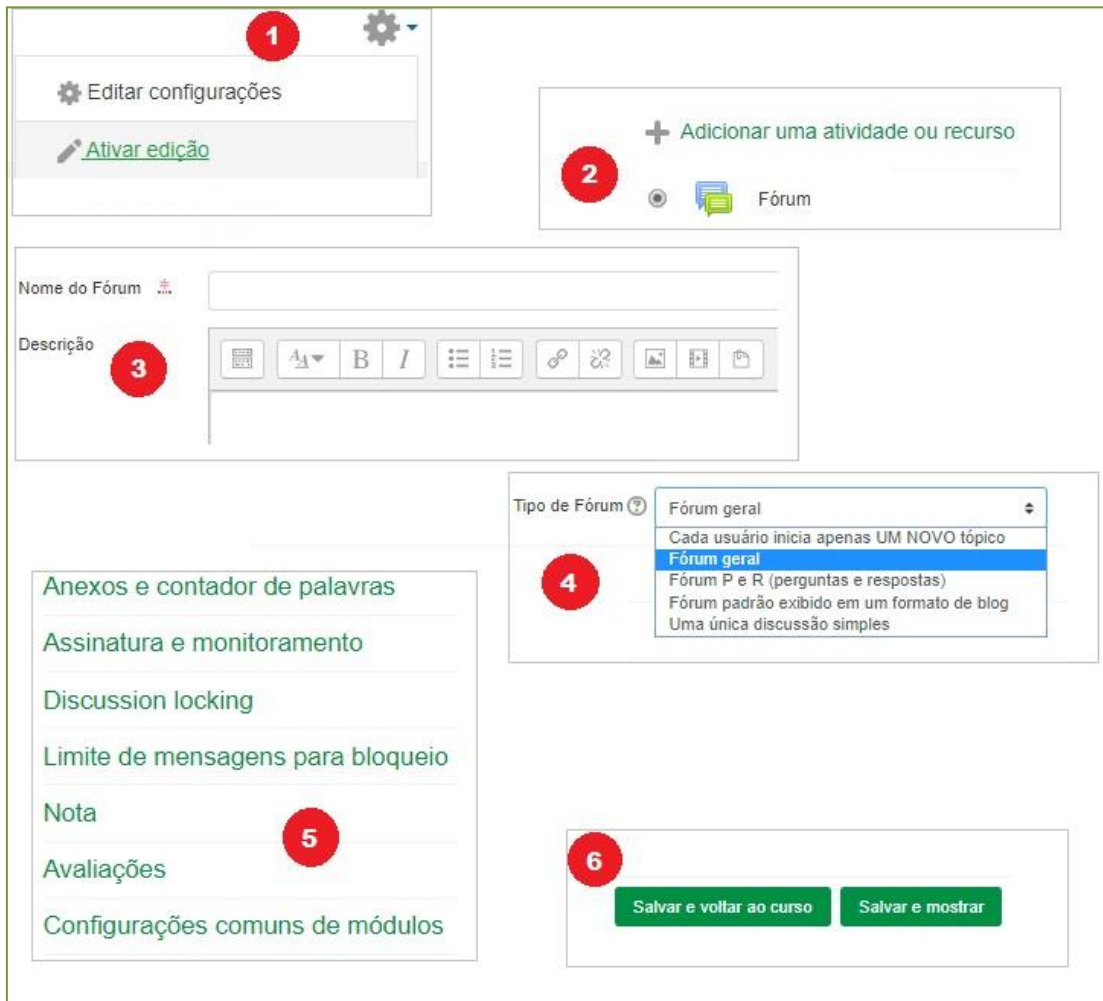 1
Editar configurações
Ativar edição
2
Adicionar uma atividade ou recurso
Fórum
Nome do Fórum
Descrição
3
Tipo de Fórum
Fórum geral
4
Cada usuário inicia apenas UM NOVO tópico
Fórum geral
Fórum P e R (perguntas e respostas)
Fórum padrão exibido em um formato de blog
Uma única discussão simples
5
Anexos e contador de palavras
Assinatura e monitoramento
Discussion locking
Limite de mensagens para bloqueio
Nota
Avaliações
Configurações comuns de módulos
6
Salvar e voltar ao curso
Salvar e mostrar